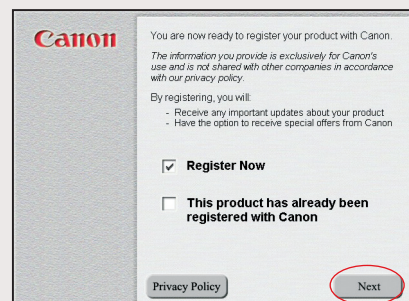 Canon
You are now ready to register your product with Canon.
The information you provide is exclusively for Canon's
use and is not shared with other companies in accordance
with our privacy policy.
By registering, you will:
- Receive any important updates about your product
- Have the option to receive special offers from Canon
Register Now
This product has already been
registered with Canon
Privacy Policy
Next